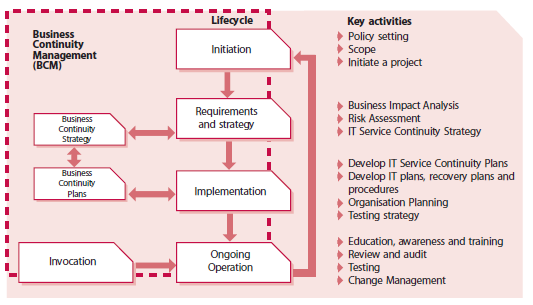 Business
Continuity
Management
(BCM)
Lifecycle
Key activities
Initiation
Policy setting
Scope
Initiate a project
Business
Continuity
Strategy
Requirements
and strategy
Business Impact Analysis
Risk Assessment
IT Service Continuity Strategy
Business
Continuity
Plans
Implementation
Develop IT Service Continuity Plans
Develop IT plans, recovery plans and
procedures
Organisation Planning
Testing strategy
Invocation
Ongoing
Operation
Education, awareness and training
Review and audit
Testing
Change Management